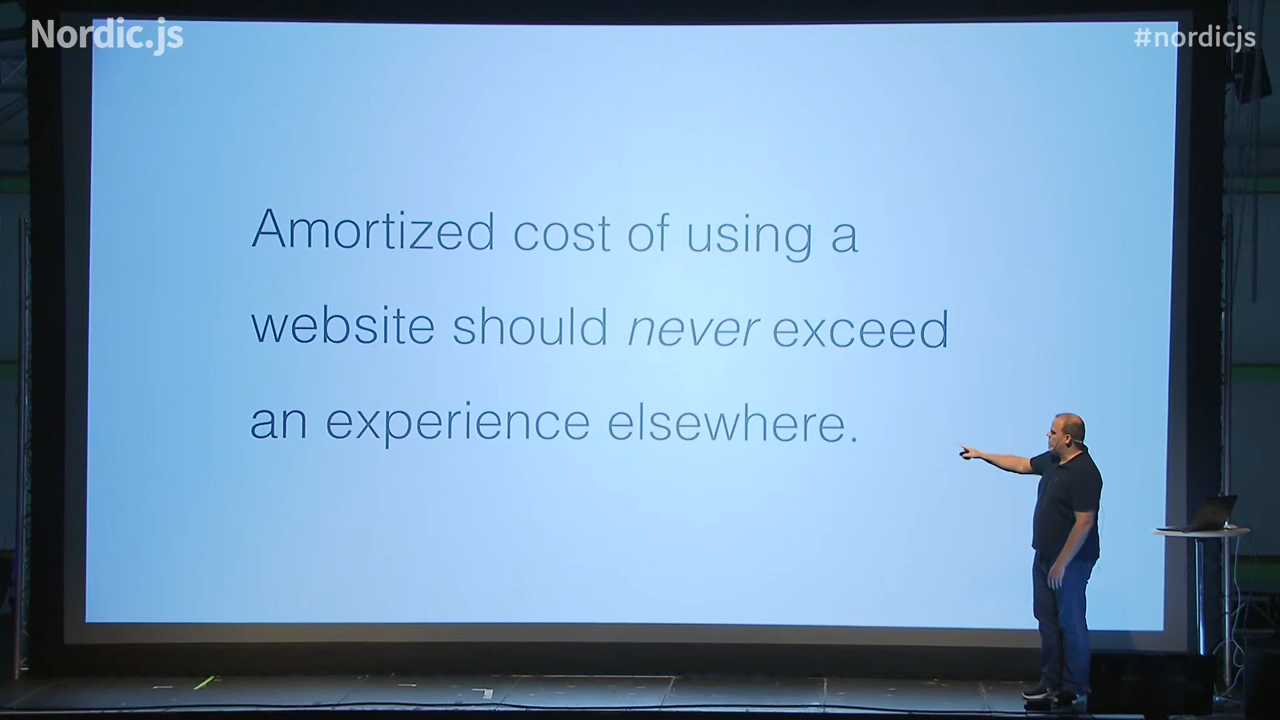 Nordic.js
#nordicjs
Amortized cost of using a
website should never exceed
an experience elsewhere.